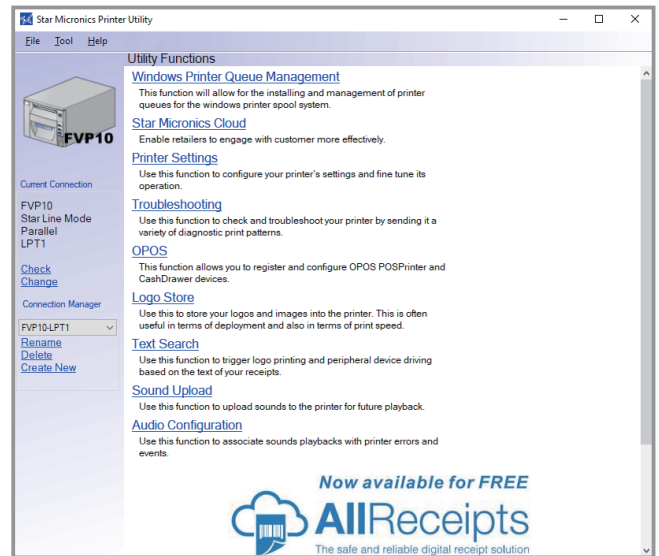 Star Micronics Printer Utility
File Tool Help
Utility Functions
FVP10
Current Connection
FVP10
Star Line Mode
Parallel
LPT1
Check
Change
Connection Manager
FVP10-LPT1
Rename
Delete
Create New
Windows Printer Queue Management
This function will allow for the installing and management of printer
queues for the windows printer spool system.
Star Micronics Cloud
Enable retailers to engage with customer more effectively.
Printer Settings
Use this function to configure your printer's settings and fine tune its
operation.
Troubleshooting
Use this function to check and troubleshoot your printer by sending it a
variety of diagnostic print patterns.
OPOS
This function allows you to register and configure OPOS POSPrinter and
CashDrawer devices.
Logo Store
Use this to store your logos and images into the printer. This is often
useful in terms of deployment and also in terms of print speed.
Text Search
Use this function to trigger logo printing and peripheral device driving
based on the text of your receipts.
Sound Upload
Use this function to upload sounds to the printer for future playback.
Audio Configuration
Use this function to associate sounds playbacks with printer errors and
events.
Now available for FREE
AllReceipts
The safe and reliable digital receipt solution